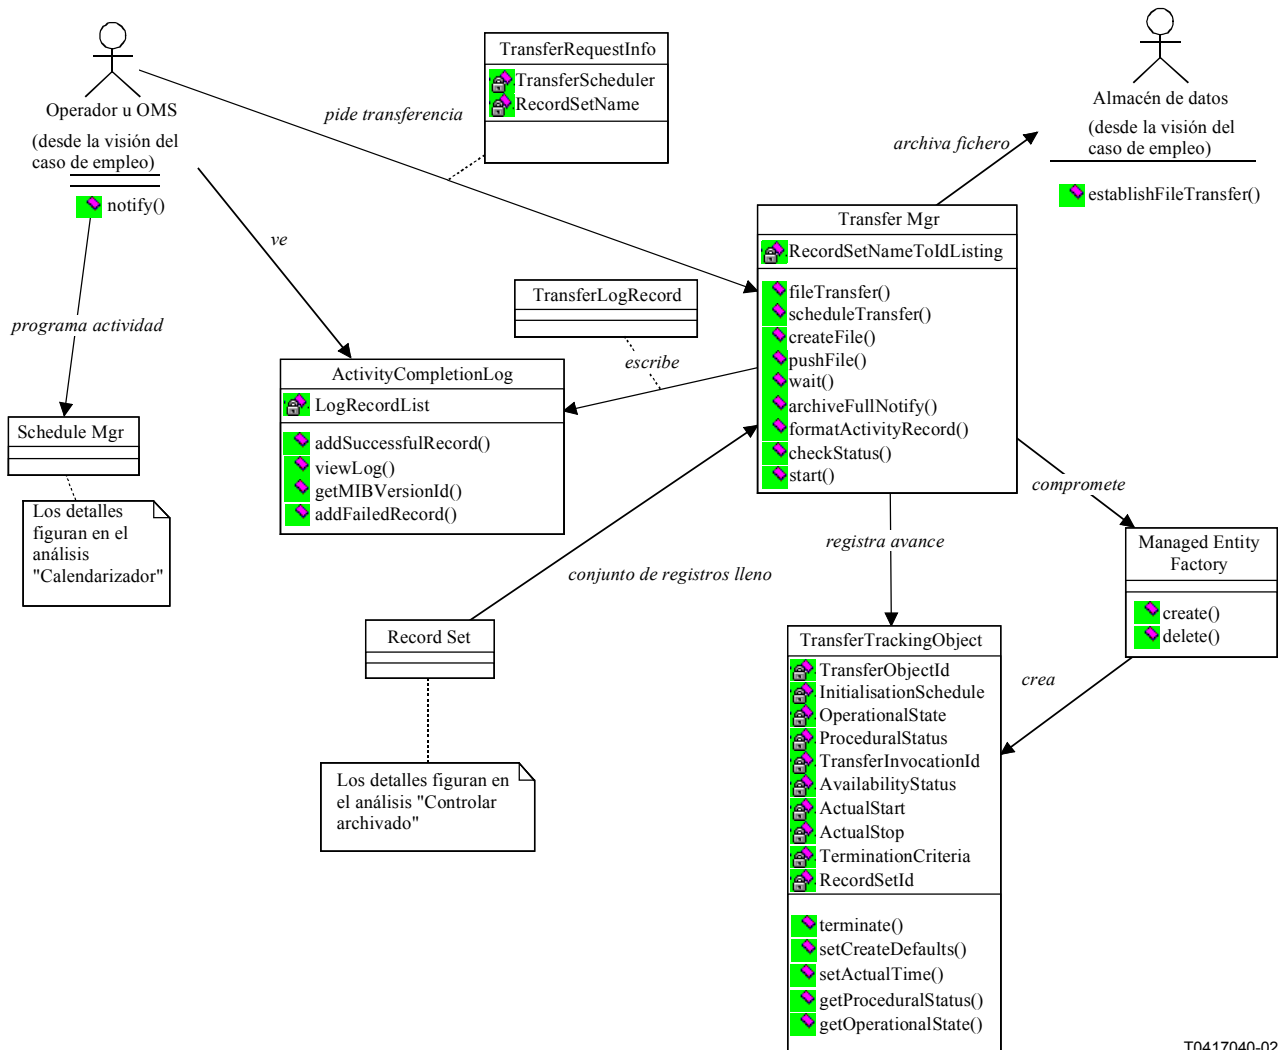 Operador u OMS
(desde la visión del
caso de empleo)
notify()
pide transferencia
TransferRequestInfo
TransferScheduler
RecordSetName
Almacén de datos
(desde la visión del
caso de empleo)
establishFileTransfer()
archiva fichero
ve
programa actividad
Schedule Mgr
Los detalles
figuran en el
análisis
"Calendarizador"
TransferLogRecord
escribe
ActivityCompletionLog
LogRecordList
addSuccessfulRecord()
viewLog()
getMIBVersionId()
addFailedRecord()
Transfer Mgr
RecordSetNameToIdListing
fileTransfer()
scheduleTransfer()
createFile()
pushFile()
wait()
archiveFullNotify()
formatActivityRecord()
checkStatus()
start()
compromete
registra avance
conjunto de registros lleno
Managed Entity
Factory
create()
delete()
crea
Record Set
Los detalles figuran en
el análisis "Controlar
archivado"
TransferTrackingObject
TransferObjectId
InitialisationSchedule
OperationalState
ProceduralStatus
TransferInvocationId
AvailabilityStatus
ActualStart
ActualStop
TerminationCriteria
RecordSetId
terminate()
setCreateDefaults()
setActualTime()
getProceduralStatus()
getOperationalState()
T0417040-02